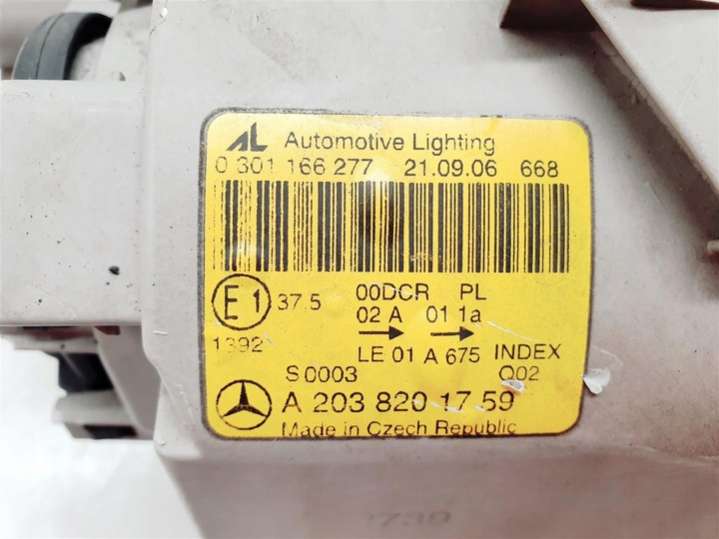 AL Automotive Lighting
0 301 166 277 21.09.06 668
E1 37.5 00DCR PL
02 A 01 1a
→ →
1392
LE 01 A 675 INDEX
S 0003 Q02
A 203 820 17 59
Made in Czech Republic